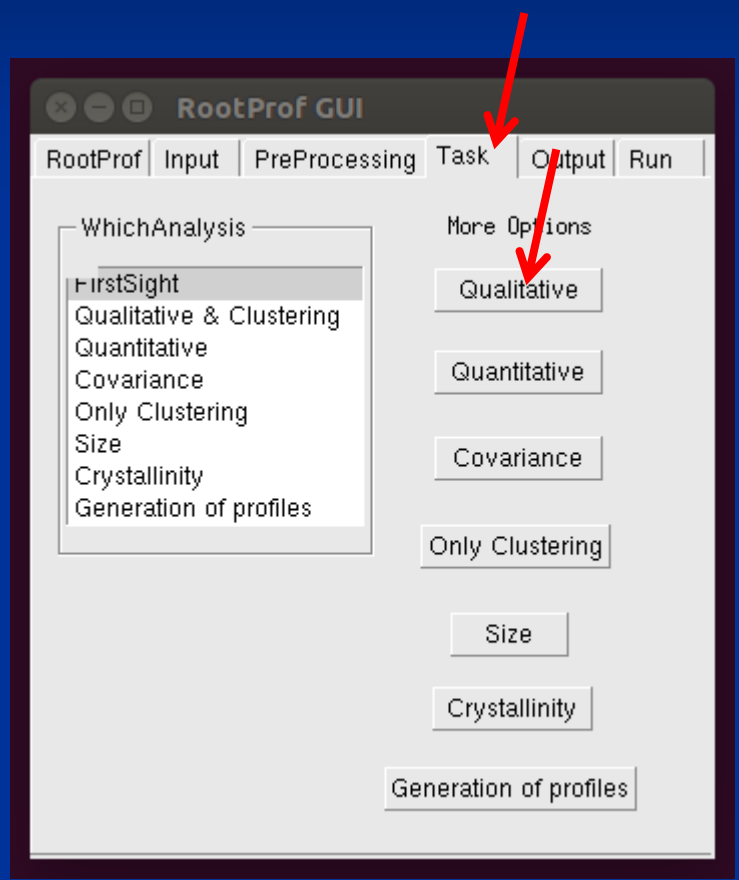 RootProf GUI
RootProf Input PreProcessing Task Output Run
WhichAnalysis
FirstSight
Qualitative & Clustering
Quantitative
Covariance
Only Clustering
Size
Crystallinity
Generation of profiles
More Options
Qualitative
Quantitative
Covariance
Only Clustering
Size
Crystallinity
Generation of profiles